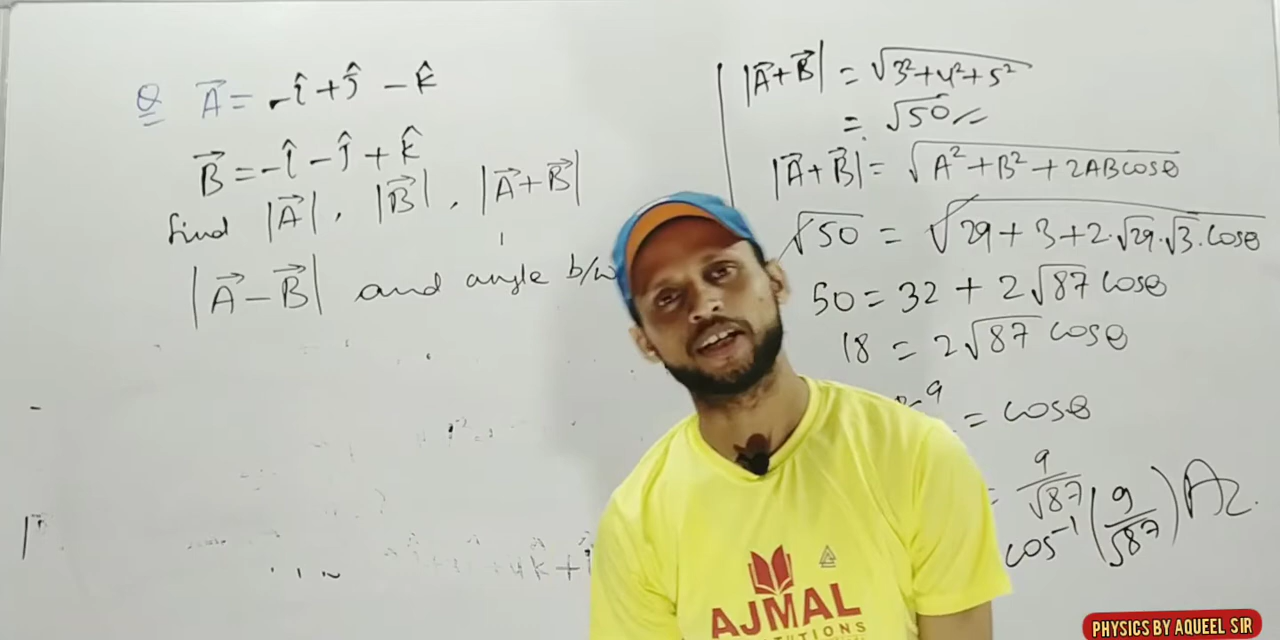 Q A⃗ = -î + ĵ - k̂
B⃗ = -î - ĵ + k̂
find |A⃗|, |B⃗|, |A⃗+B⃗|
|A⃗-B⃗| and angle b/w
|A⃗+B⃗| = √3²+4²+5²
= √50
|A⃗+B⃗| = √A²+B²+2ABcosθ
√50 = √29+3+2·√29·√3·cosθ
50 = 32 + 2√87 cosθ
18 = 2√87 cosθ
9 = cosθ
= 9/√87
cos⁻¹(9/√87) Az.
AJMAL
PHYSICS BY AQUEEL SIR